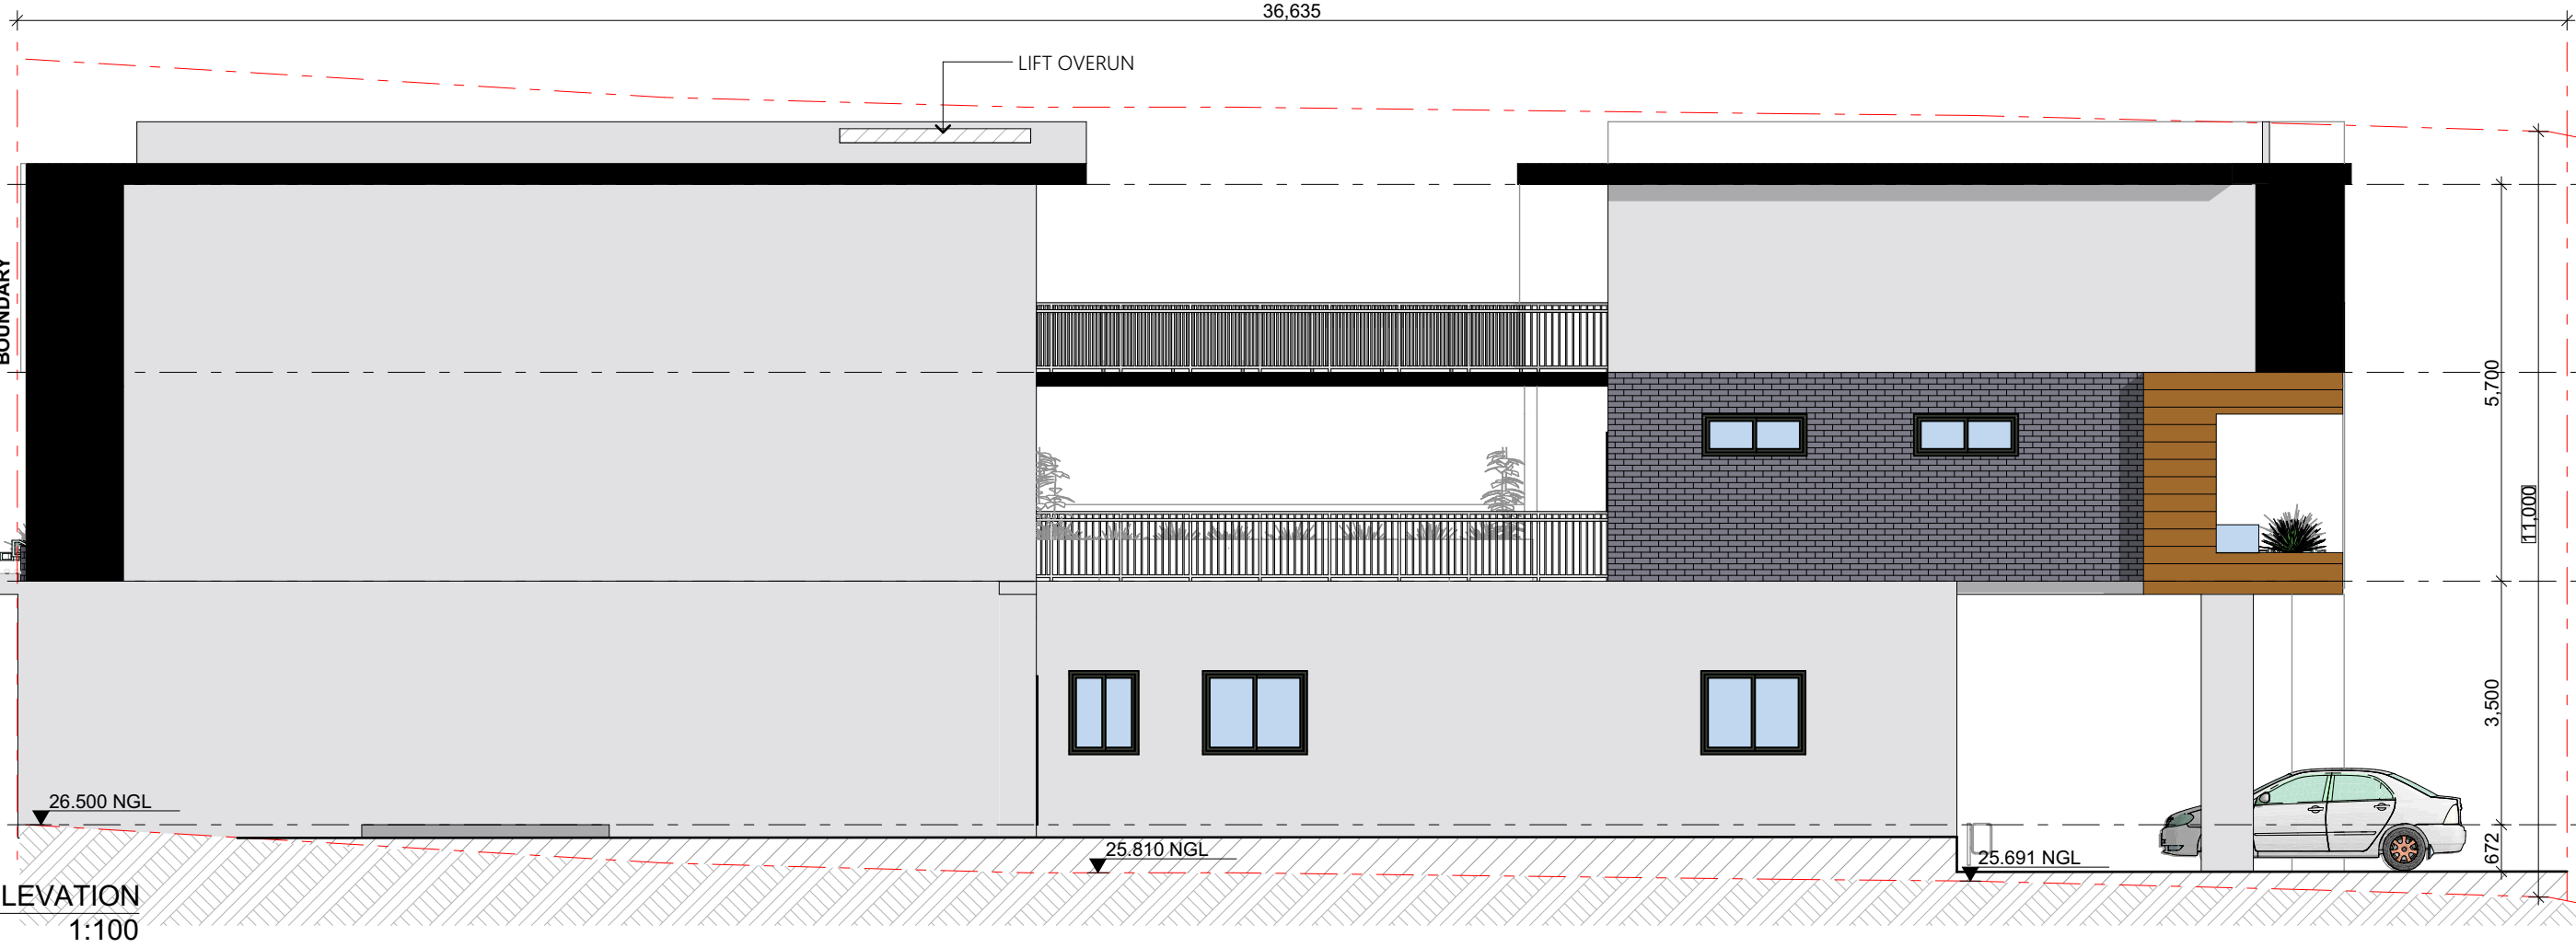 36,635
LIFT OVERUN
BOUNDARY
5,700
11,000
3,500
672
26.500 NGL
25.810 NGL
25.691 NGL
LEVATION
1:100